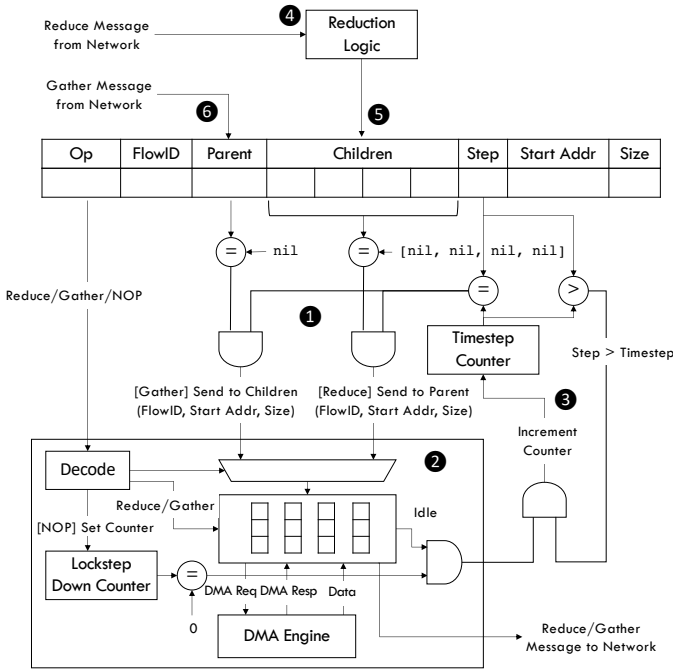 Reduce Message
from Network
4
Reduction
Logic
Gather Message
from Network
6
5
Op FlowID Parent Children Step Start Addr Size
= nil
= [nil, nil, nil, nil]
= >
Reduce/Gather/NOP
1
Timestep
Counter
Step > Timestep
[Gather] Send to Children
(FlowID, Start Addr, Size)
[Reduce] Send to Parent
(FlowID, Start Addr, Size)
3
Increment
Counter
2
Decode
Reduce/Gather
Idle
[NOP] Set Counter
Lockstep
Down Counter
=
0
DMA Req DMA Resp Data
DMA Engine
Reduce/Gather
Message to Network